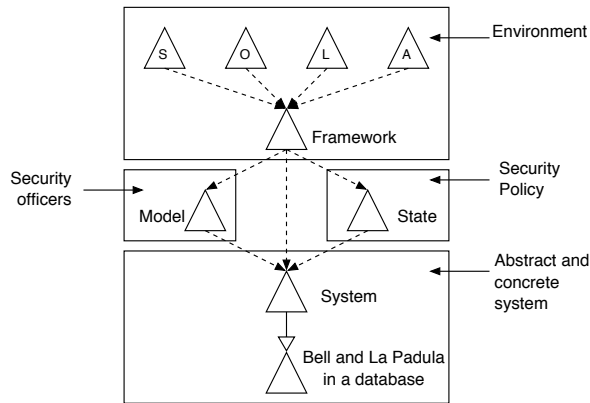 Environment
S O L A
Framework
Security
officers
Model
State
Security
Policy
Abstract and
concrete
system
System
Bell and La Padula
in a database